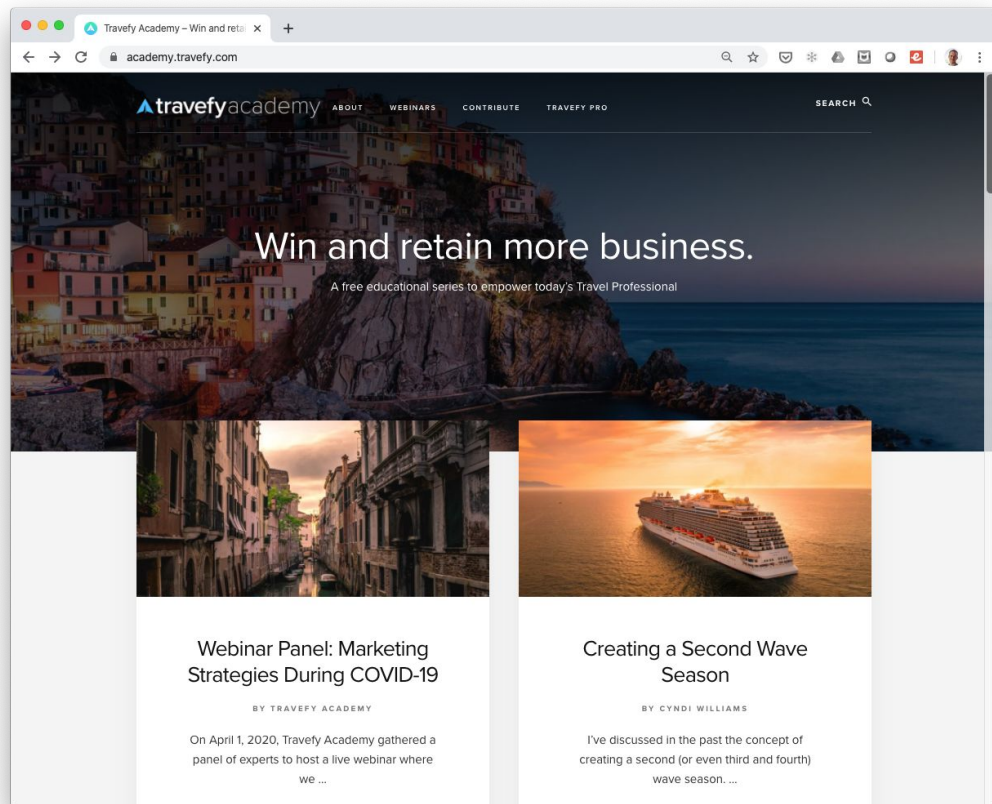 Travefy Academy – Win and reta
academy.travefy.com
travefyacademy
ABOUT
WEBINARS
CONTRIBUTE
TRAVEFY PRO
SEARCH
Win and retain more business.
A free educational series to empower today's Travel Professional
Webinar Panel: Marketing
Strategies During COVID-19
BY TRAVEFY ACADEMY
On April 1, 2020, Travefy Academy gathered a
panel of experts to host a live webinar where
we ...
Creating a Second Wave
Season
BY CYNDI WILLIAMS
I've discussed in the past the concept of
creating a second (or even third and fourth)
wave season. ...